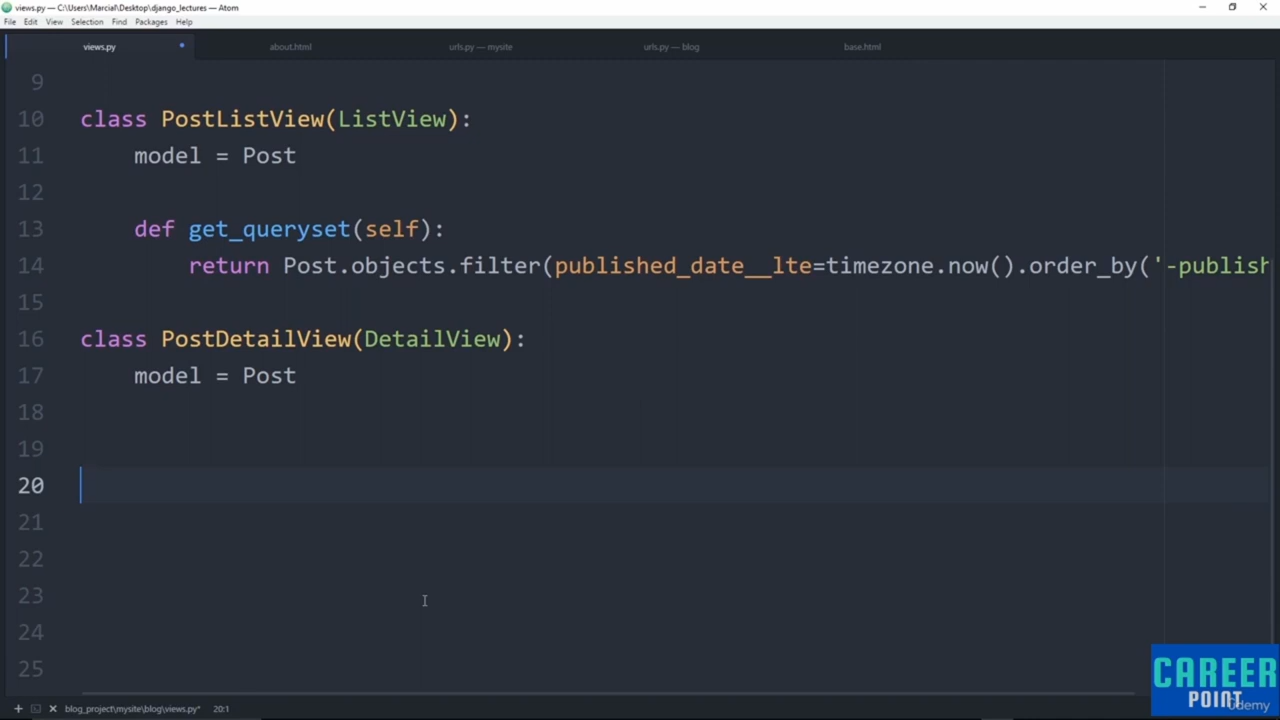 views.py — C:\Users\Marcial\Desktop\django_lectures — Atom
File Edit View Selection Find Packages Help
views.py about.html urls.py — mysite urls.py — blog base.html
9
10 class PostListView(ListView):
11 model = Post
12
13 def get_queryset(self):
14 return Post.objects.filter(published_date__lte=timezone.now().order_by('-publish
15
16 class PostDetailView(DetailView):
17 model = Post
18
19
20
21
22
23
24
25
CAREER
POINT
udemy
blog_project\mysite\blog\views.py* 20:1